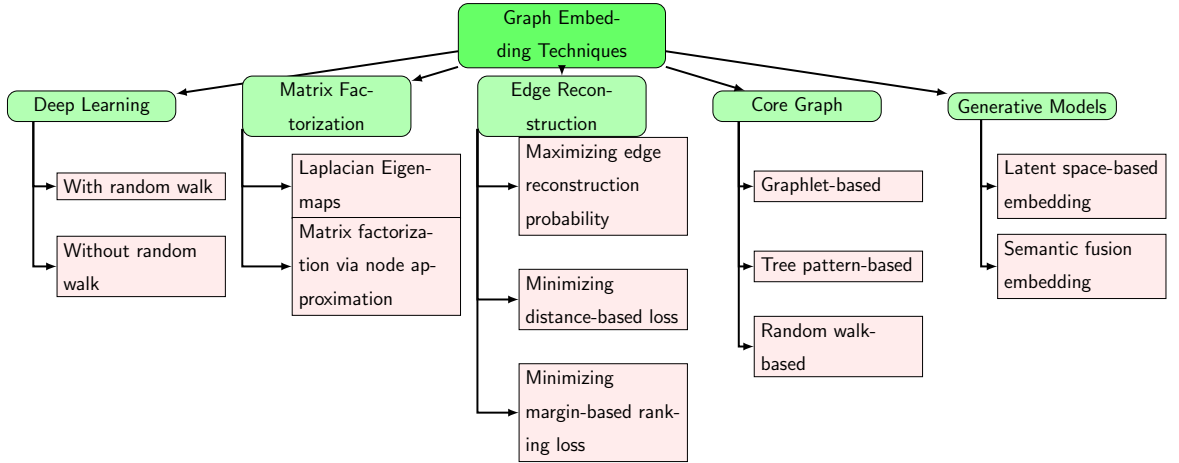 Graph Embed-
ding Techniques
Deep Learning
With random walk
Without random
walk
Matrix Fac-
torization
Laplacian Eigen-
maps
Matrix factoriza-
tion via node ap-
proximation
Edge Recon-
struction
Maximizing edge
reconstruction
probability
Minimizing
distance-based loss
Minimizing
margin-based rank-
ing loss
Core Graph
Graphlet-based
Tree pattern-based
Random walk-
based
Generative Models
Latent space-based
embedding
Semantic fusion
embedding